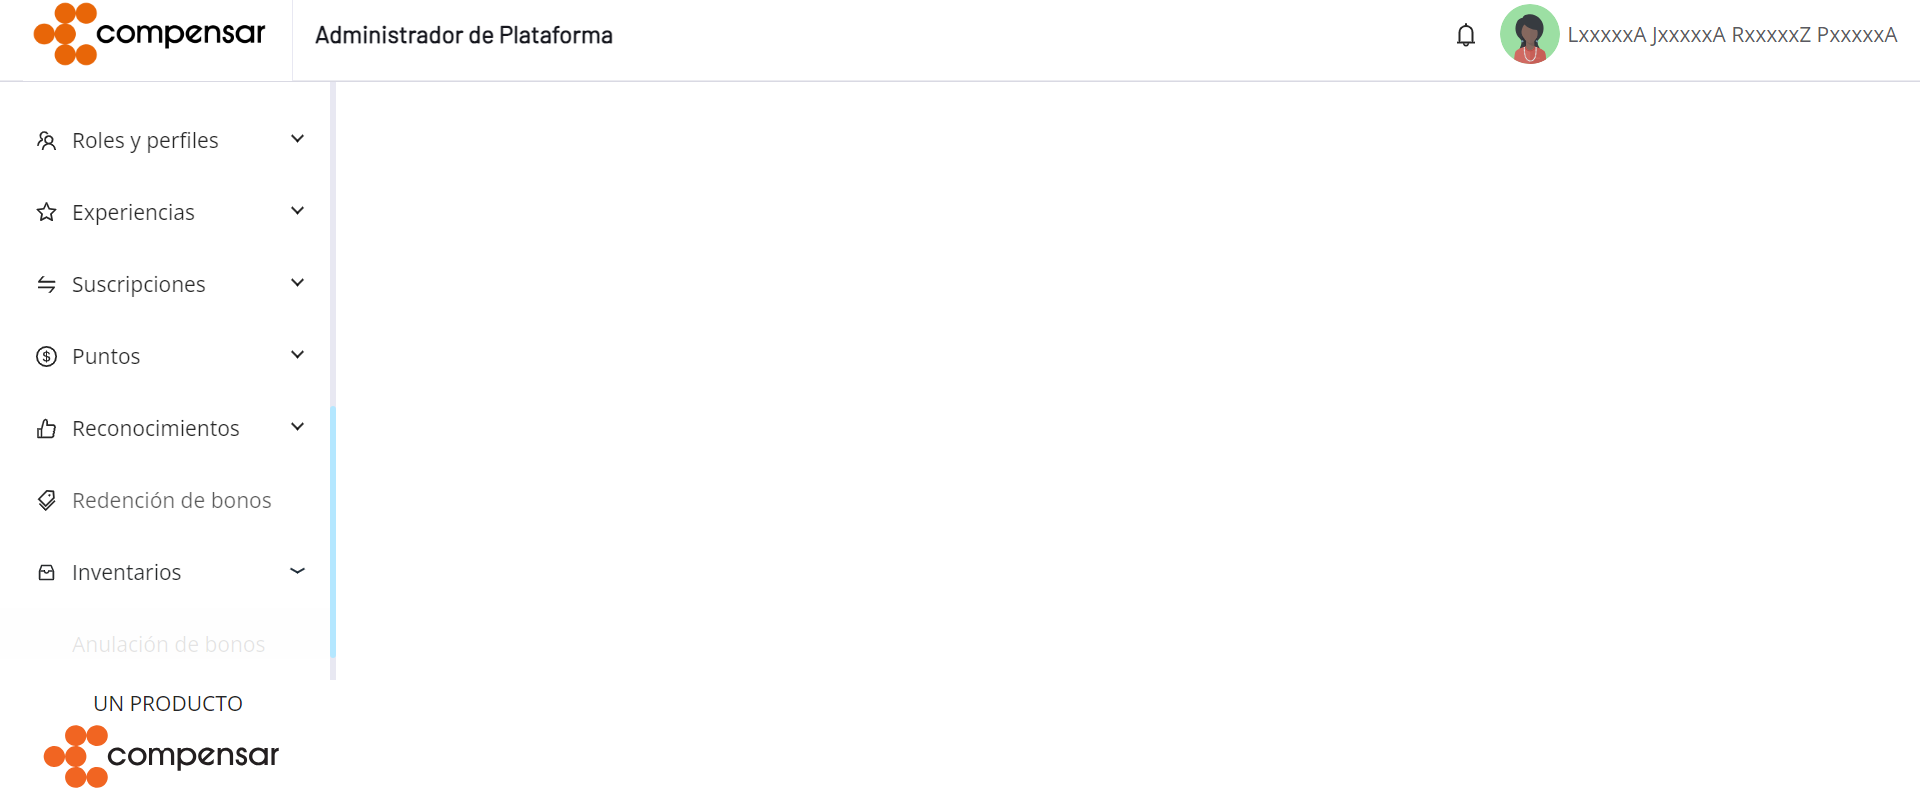 compensar
Administrador de Plataforma
LxxxxxA JxxxxxA RxxxxxZ PxxxxxA
Roles y perfiles
Experiencias
Suscripciones
Puntos
Reconocimientos
Redención de bonos
Inventarios
Anulación de bonos
UN PRODUCTO
compensar